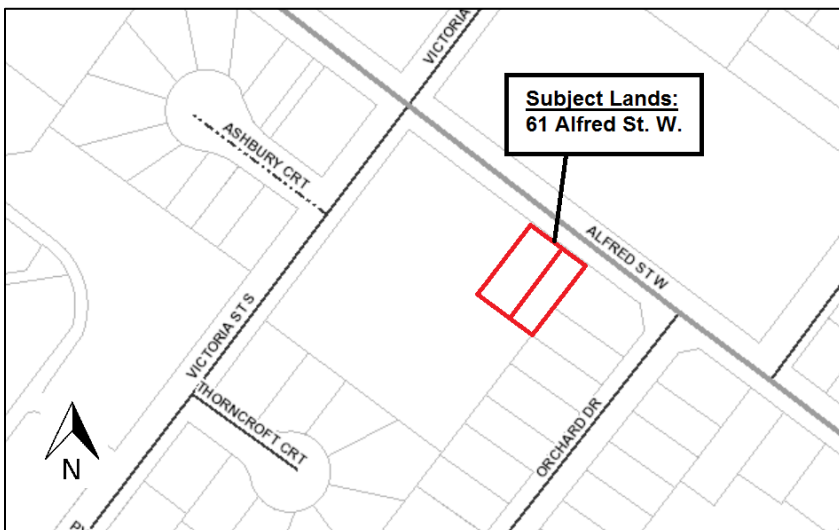 VICTORIA
Subject Lands:
61 Alfred St. W.
ASHBURY CRT
ALFRED ST W
VICTORIA ST S
THORNCROFT CRT
ORCHARD DR
N